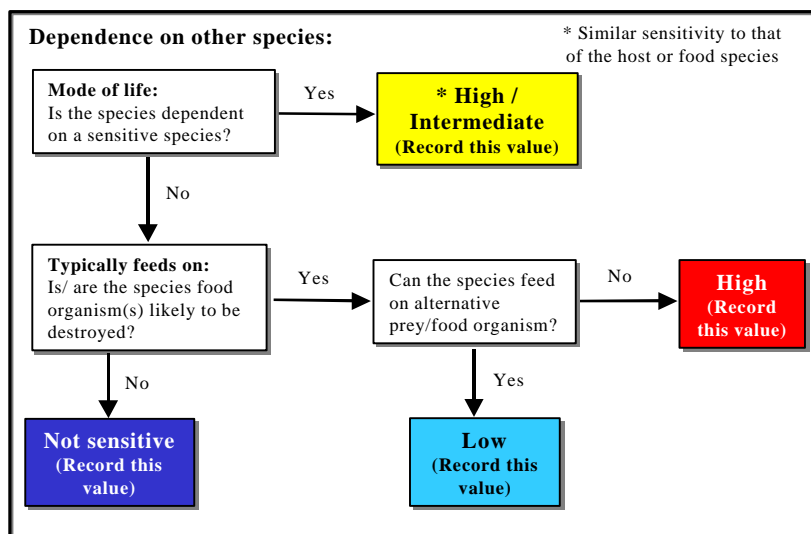 Dependence on other species:
* Similar sensitivity to that
of the host or food species
Mode of life:
Is the species dependent
on a sensitive species?
Yes
* High /
Intermediate
(Record this value)
No
Typically feeds on:
Is/ are the species food
organism(s) likely to be
destroyed?
Yes
Can the species feed
on alternative
prey/food organism?
No
High
(Record
this value)
No
Yes
Not sensitive
(Record this
value)
Low
(Record this
value)